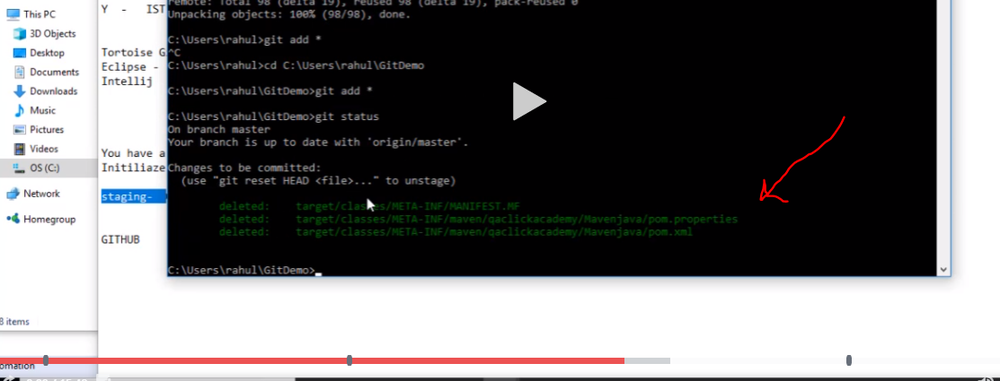 This PC
3D Objects
Desktop
Documents
Downloads
Music
Pictures
Videos
OS (C:)
Network
Homegroup
8 items
omation
Y - IST
Tortoise G
Eclipse -
Intellij
You have a
Initiliaze
staging-
GITHUB
remote: Total 98 (delta 19), reused 98 (delta 19), pack-reused 0
Unpacking objects: 100% (98/98), done.
C:\Users\rahul>git add *
^C
C:\Users\rahul>cd C:\Users\rahul\GitDemo
C:\Users\rahul\GitDemo>git add *
C:\Users\rahul\GitDemo>git status
On branch master
Your branch is up to date with 'origin/master'.
Changes to be committed:
(use "git reset HEAD <file>..." to unstage)
deleted: target/classes/META-INF/MANIFEST.MF
deleted: target/classes/META-INF/maven/qaclickacademy/Mavenjava/pom.properties
deleted: target/classes/META-INF/maven/qaclickacademy/Mavenjava/pom.xml
C:\Users\rahul\GitDemo>